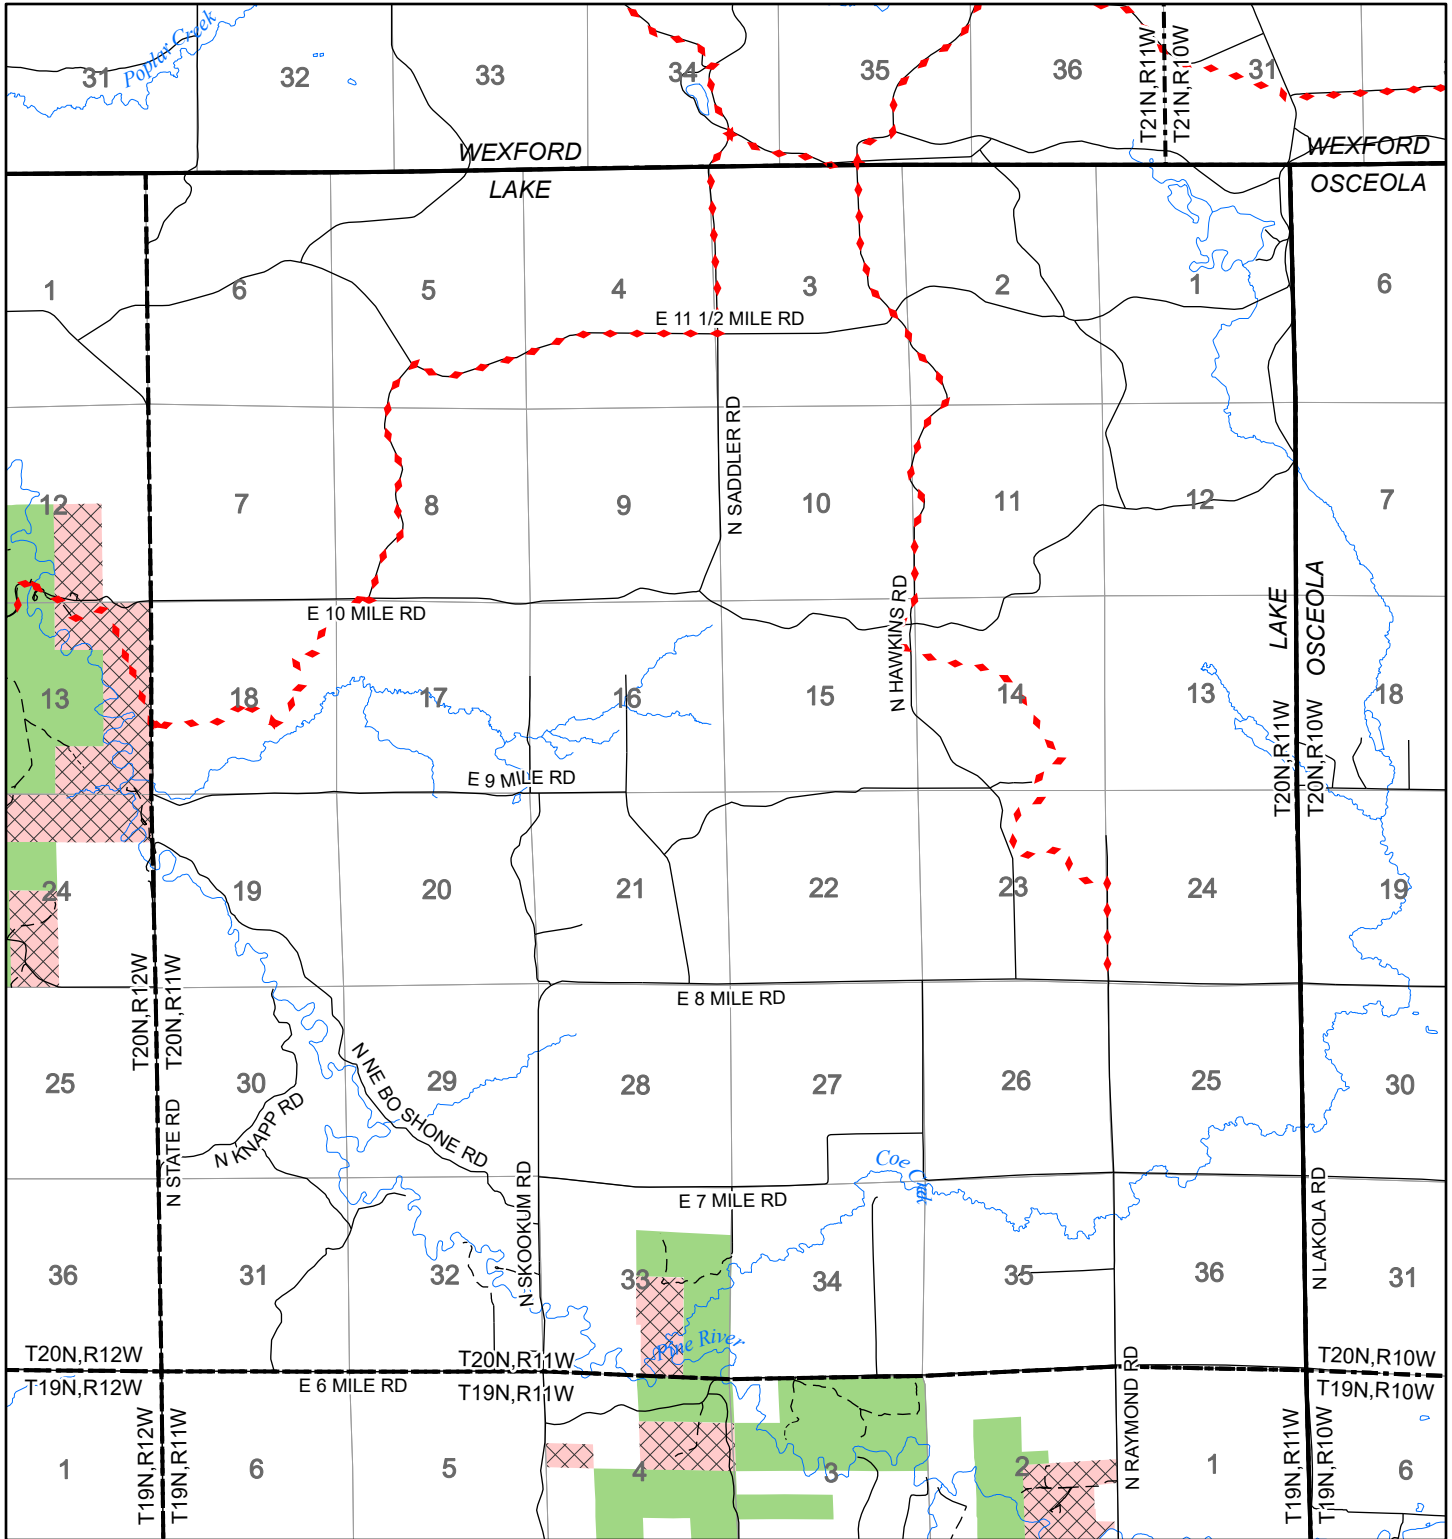 Poplar Creek
31
32
33
34
35
36
T21N,R11W
T21N,R10W
31
WEXFORD
LAKE
WEXFORD
OSCEOLA
1
6
5
4
3
2
1
6
E 11 1/2 MILE RD
N SADDLER RD
12
7
8
9
10
11
12
7
E 10 MILE RD
N HAWKINS RD
LAKE
OSCEOLA
13
18
17
16
15
14
13
18
T20N,R11W
T20N,R10W
E 9 MILE RD
24
19
20
21
22
23
24
19
T20N,R12W
T20N,R11W
E 8 MILE RD
25
30
29
28
27
26
25
30
N NE BO SHONE RD
N KNAPP RD
N STATE RD
N SKOOKUM RD
E 7 MILE RD
N LAKOLA RD
36
31
32
33
34
35
36
31
Pine River
T20N,R12W
T19N,R12W
T20N,R11W
T19N,R11W
E 6 MILE RD
T20N,R10W
T19N,R10W
N RAYMOND RD
T19N,R12W
T19N,R11W
T19N,R11W
T19N,R10W
1
6
5
4
3
2
1
6